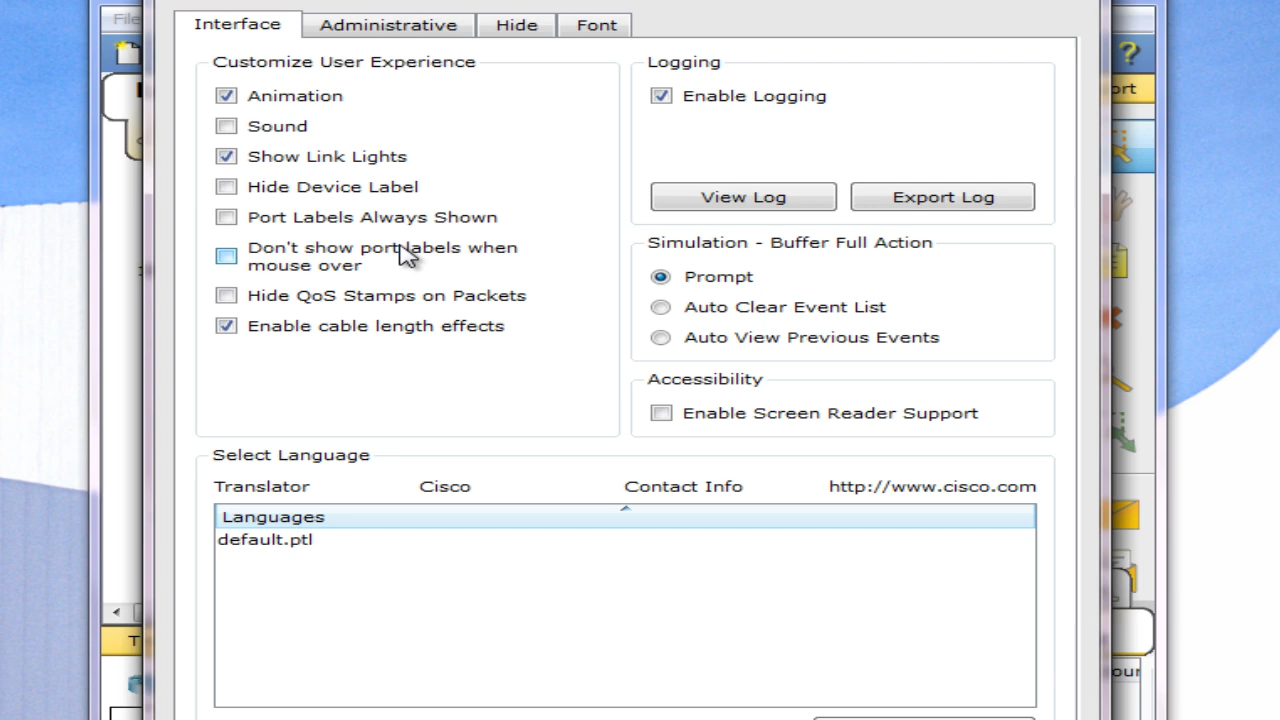 File
Interface
Administrative
Hide
Font
Customize User Experience
Animation
Sound
Show Link Lights
Hide Device Label
Port Labels Always Shown
Don't show port labels when
mouse over
Hide QoS Stamps on Packets
Enable cable length effects
Logging
Enable Logging
View Log
Export Log
Simulation - Buffer Full Action
Prompt
Auto Clear Event List
Auto View Previous Events
Accessibility
Enable Screen Reader Support
Select Language
Translator Cisco Contact Info http://www.cisco.com
Languages
default.ptl